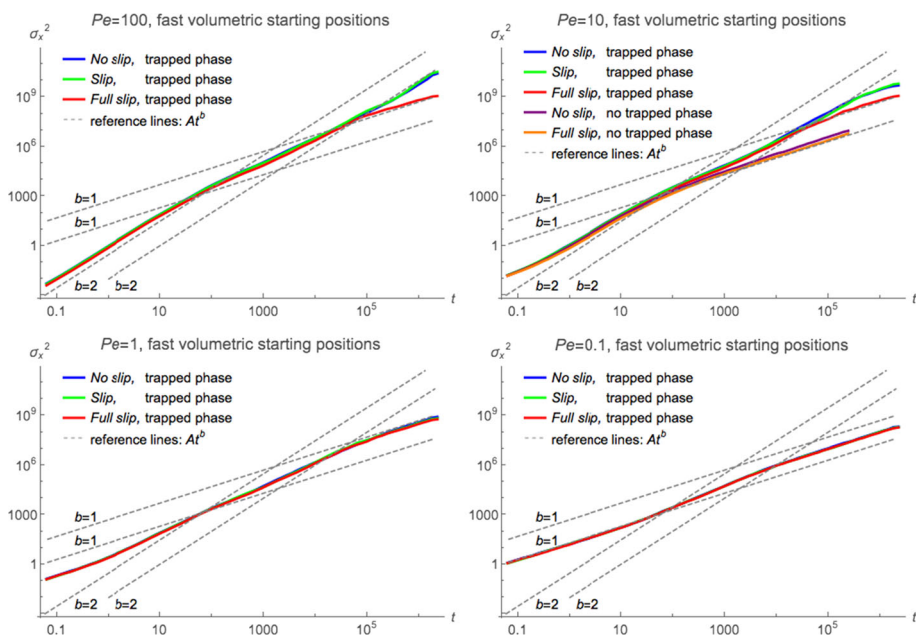 Pe=100, fast volumetric starting positions
σx²
No slip, trapped phase
Slip, trapped phase
Full slip, trapped phase
reference lines: At^b
10⁹
10⁶
1000
1
b=1
b=1
b=2
b=2
0.1
10
1000
10⁵
t
Pe=10, fast volumetric starting positions
σx²
No slip, trapped phase
Slip, trapped phase
Full slip, trapped phase
No slip, no trapped phase
Full slip, no trapped phase
reference lines: At^b
10⁹
10⁶
1000
1
b=1
b=1
b=2
b=2
0.1
10
1000
10⁵
t
Pe=1, fast volumetric starting positions
σx²
No slip, trapped phase
Slip, trapped phase
Full slip, trapped phase
reference lines: At^b
10⁹
10⁶
1000
1
b=1
b=1
b=2
b=2
0.1
10
1000
10⁵
t
Pe=0.1, fast volumetric starting positions
σx²
No slip, trapped phase
Slip, trapped phase
Full slip, trapped phase
reference lines: At^b
10⁹
10⁶
1000
1
b=1
b=1
b=2
b=2
0.1
10
1000
10⁵
t